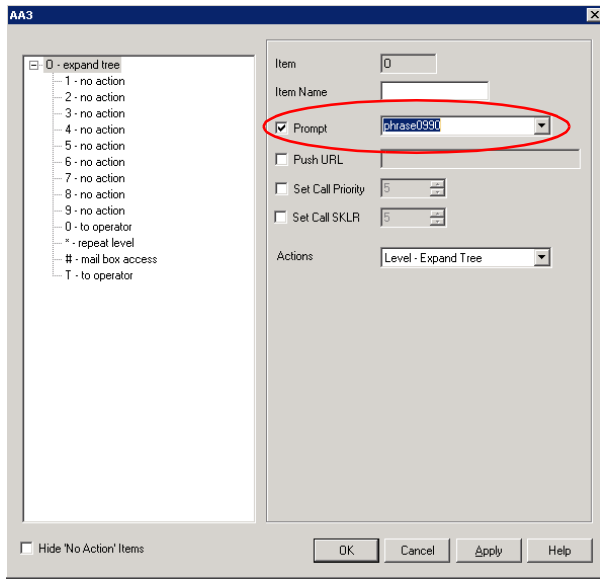 AA3
0 - expand tree
1 - no action
2 - no action
3 - no action
4 - no action
5 - no action
6 - no action
7 - no action
8 - no action
9 - no action
0 - to operator
* - repeat level
# - mail box access
T - to operator
Hide 'No Action' Items
Item 0
Item Name
Prompt phrase0990
Push URL
Set Call Priority 5
Set Call SKLR 5
Actions Level - Expand Tree
OK Cancel Apply Help